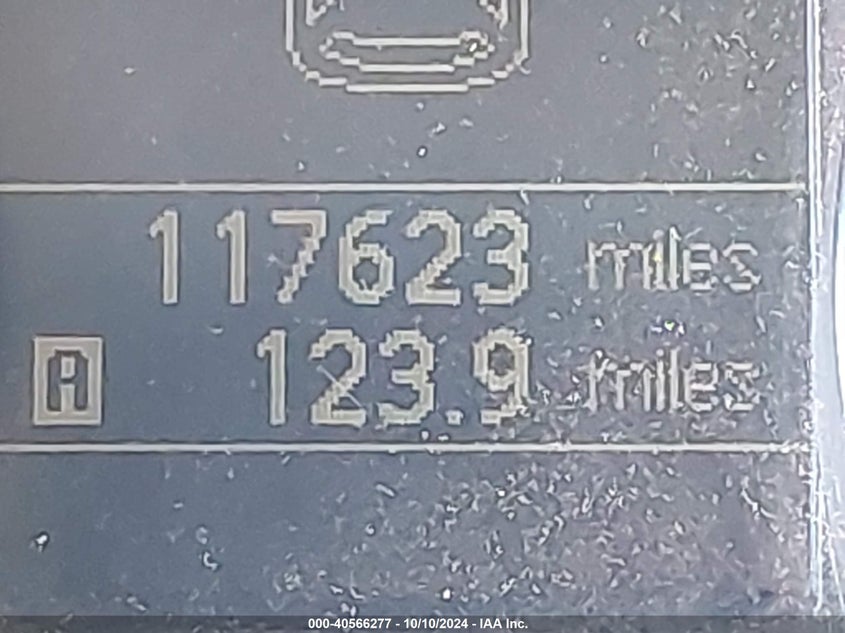 117623 miles
A 123.9 miles
000-40566277 - 10/10/2024 - IAA Inc.